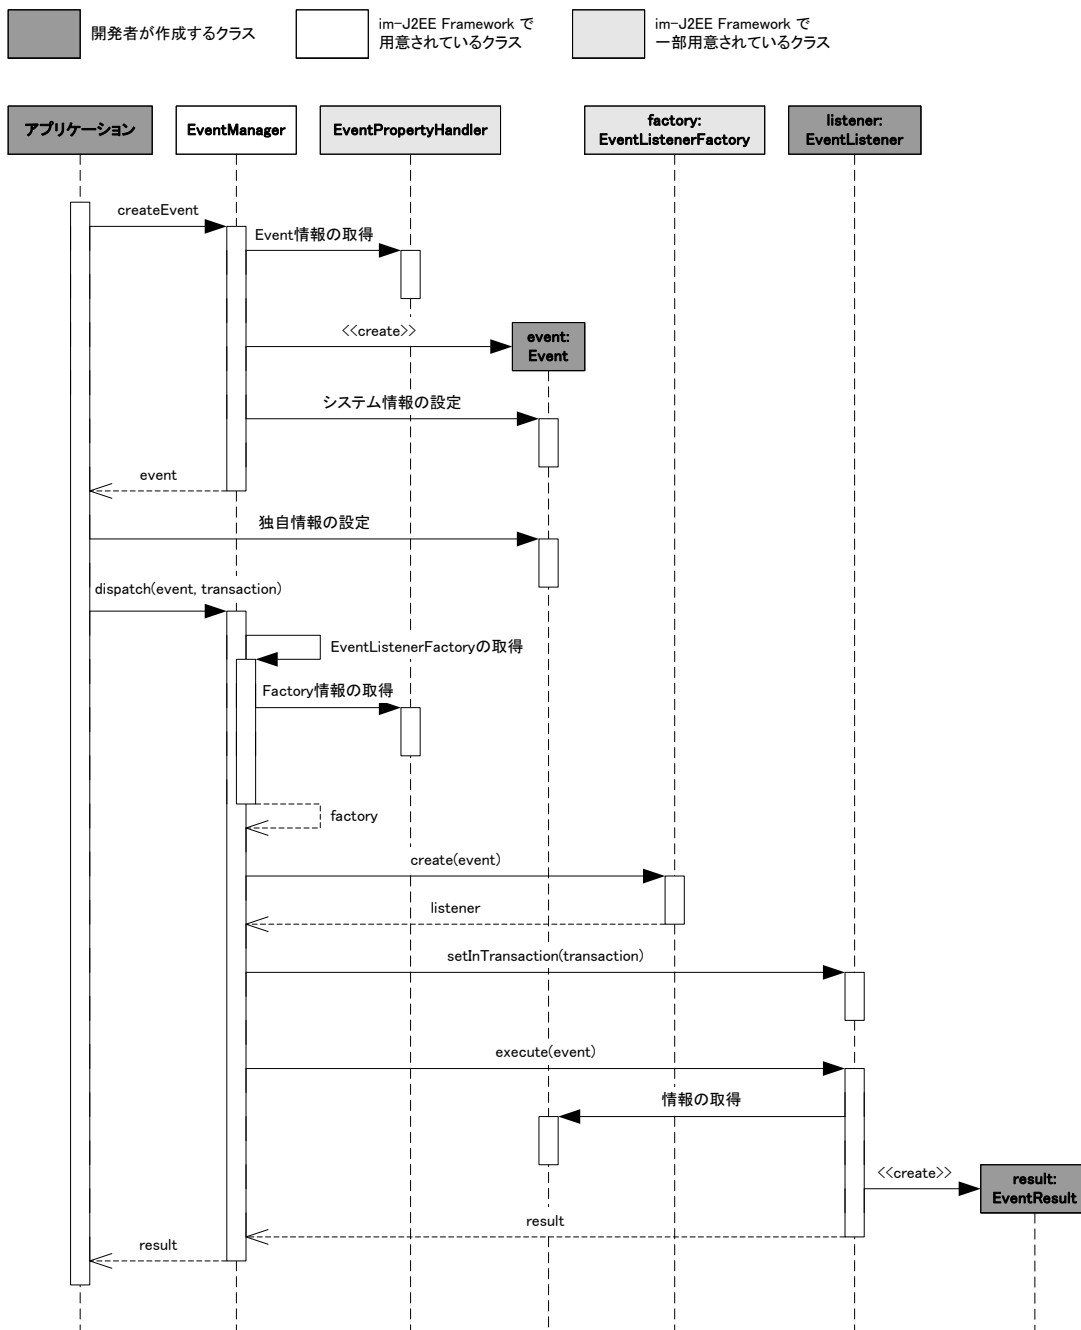 開発者が作成するクラス
im-J2EE Framework で
用意されているクラス
im-J2EE Framework で
一部用意されているクラス
アプリケーション
EventManager
EventPropertyHandler
factory:
EventListenerFactory
listener:
EventListener
createEvent
Event情報の取得
<<create>>
event:
Event
システム情報の設定
event
独自情報の設定
dispatch(event, transaction)
EventListenerFactoryの取得
Factory情報の取得
factory
create(event)
listener
setInTransaction(transaction)
execute(event)
情報の取得
<<create>>
result:
EventResult
result
result